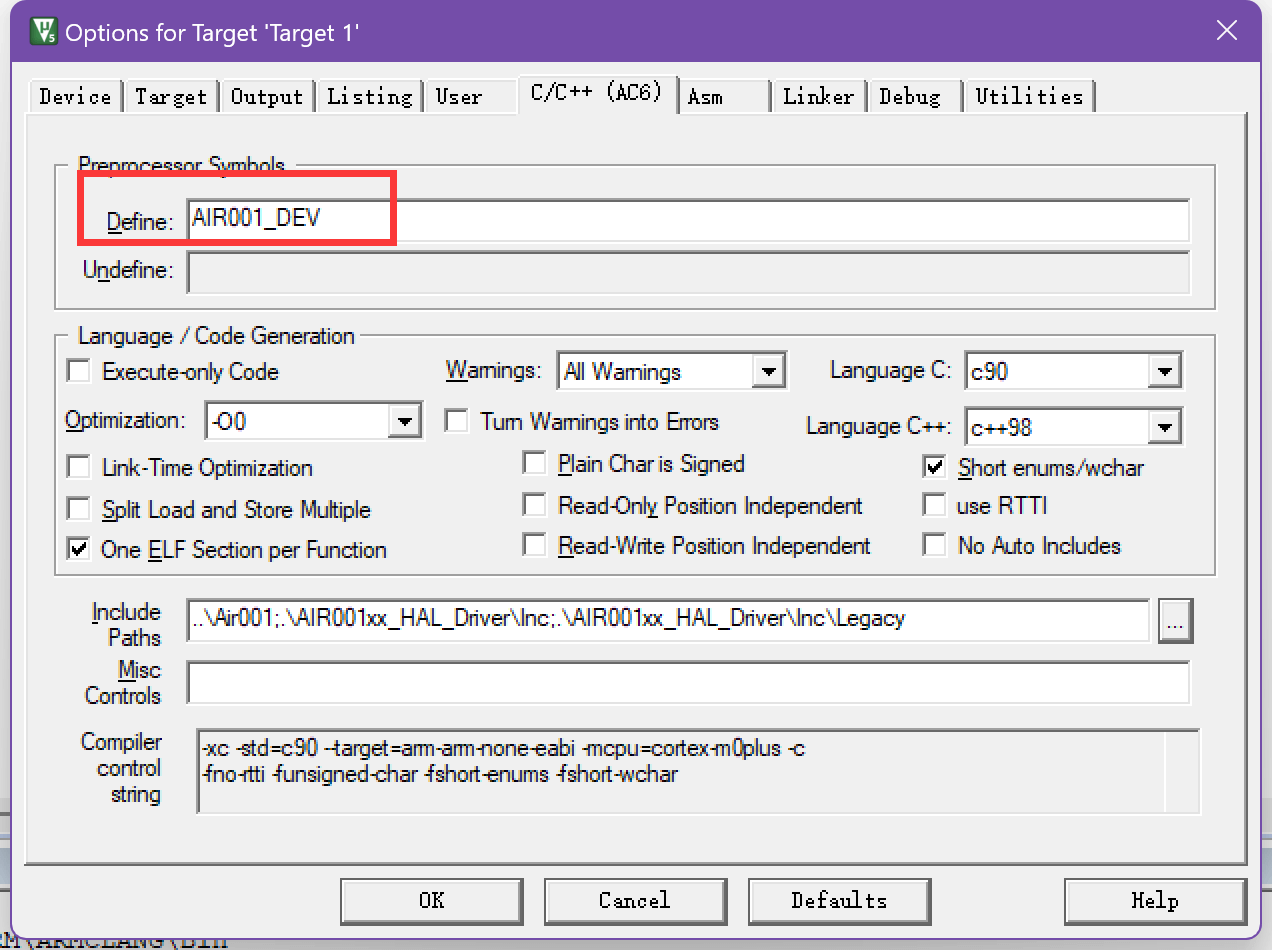 Options for Target 'Target 1'
Device Target Output Listing User C/C++ (AC6) Asm Linker Debug Utilities
Preprocessor Symbols
Define: AIR001_DEV
Undefine:
Language / Code Generation
Execute-only Code Warnings: All Warnings Language C: c90
Optimization: -O0 Turn Warnings into Errors Language C++: c++98
Link-Time Optimization Plain Char is Signed Short enums/wchar
Split Load and Store Multiple Read-Only Position Independent use RTTI
One ELF Section per Function Read-Write Position Independent No Auto Includes
Include Paths ..\Air001;.\AIR001xx_HAL_Driver\Inc;.\AIR001xx_HAL_Driver\Inc\Legacy ...
Misc Controls
Compiler control string -xc -std=c90 --target=arm-arm-none-eabi -mcpu=cortex-m0plus -c
-fno-rtti -funsigned-char -fshort-enums -fshort-wchar
OK Cancel Defaults Help